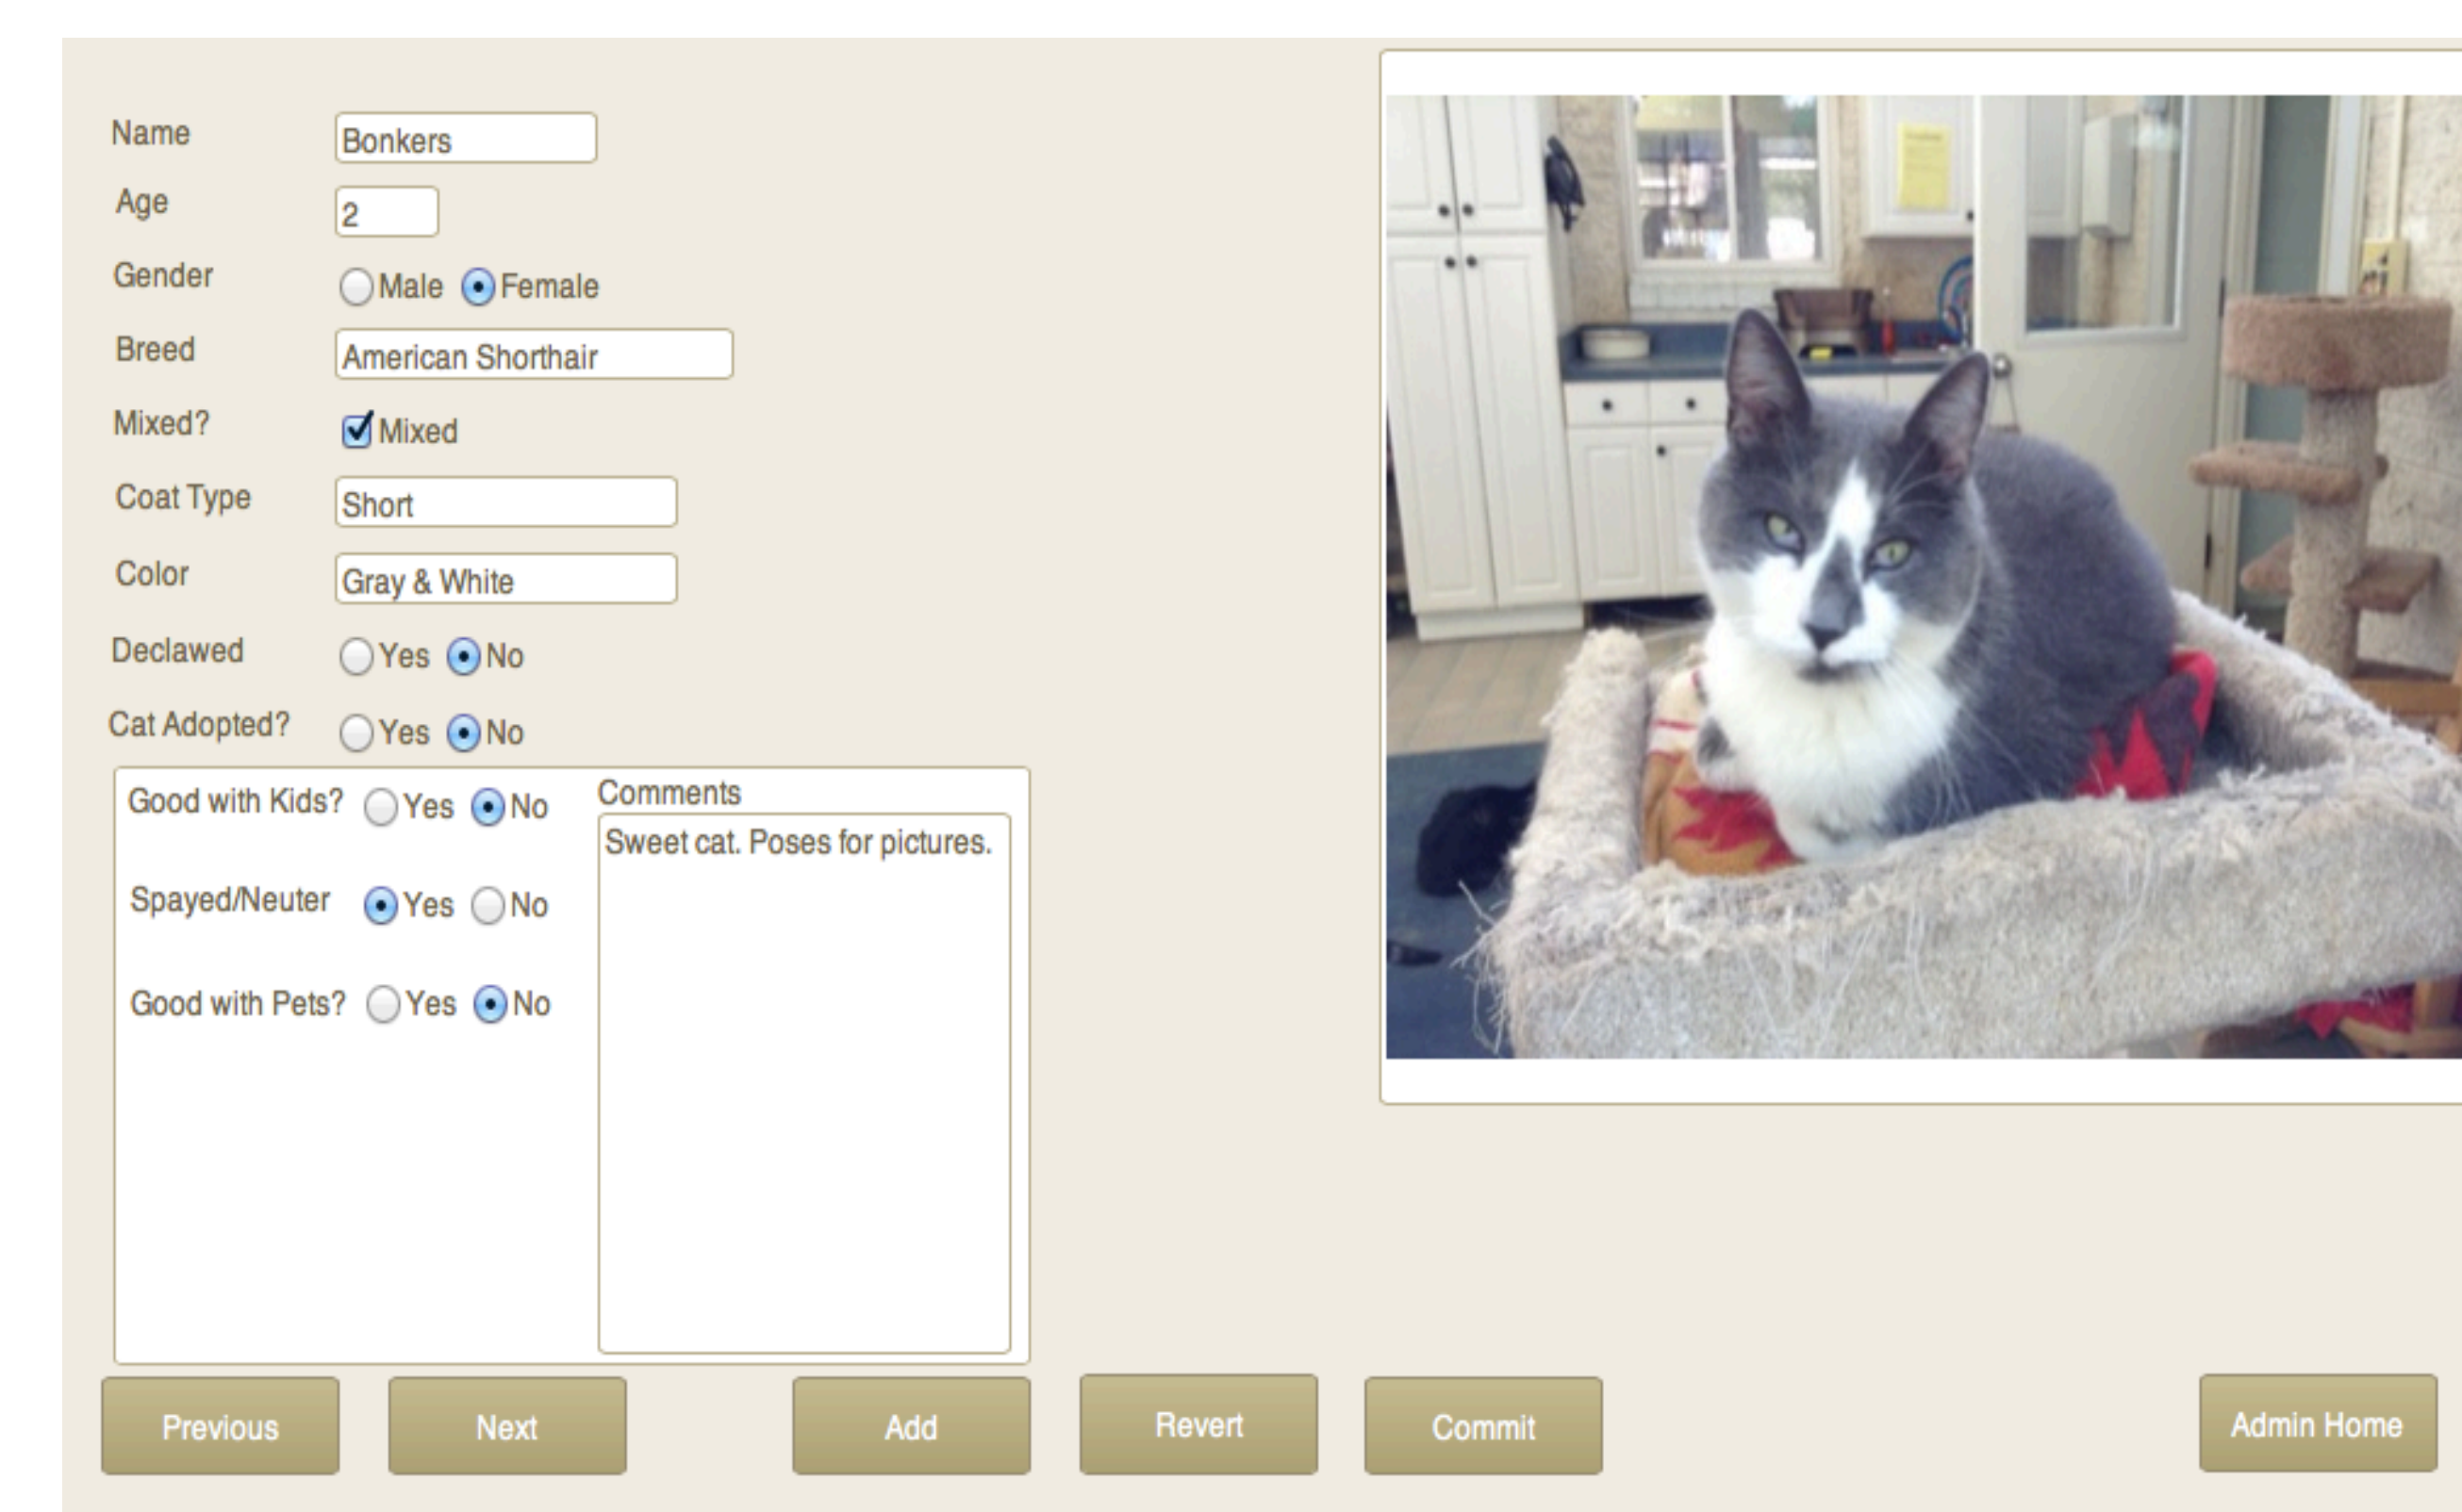 Name Bonkers
Age 2
Gender Male Female
Breed American Shorthair
Mixed? Mixed
Coat Type Short
Color Gray & White
Declawed Yes No
Cat Adopted? Yes No
Good with Kids? Yes No
Spayed/Neuter Yes No
Good with Pets? Yes No
Comments
Sweet cat. Poses for pictures.
Previous Next Add Revert Commit Admin Home